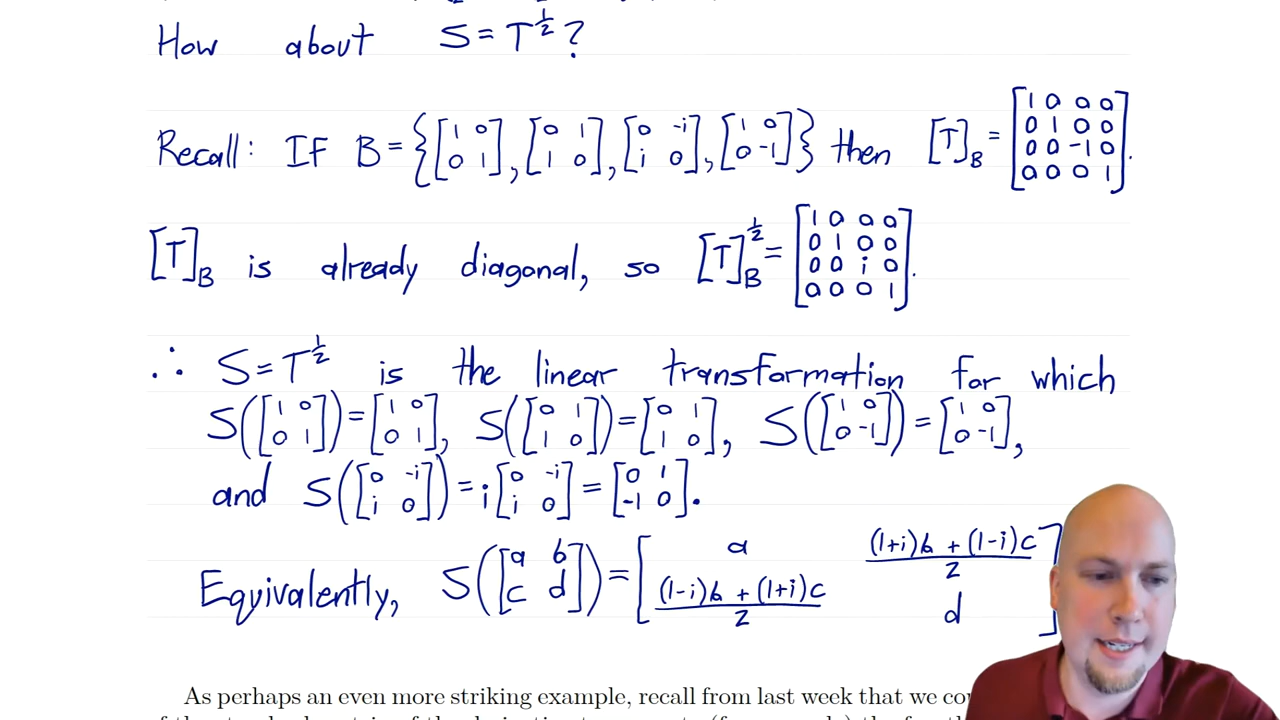 How about S = T^{1/2}?
Recall: IF B = {[1 0; 0 1], [0 1; 1 0], [0 -i; i 0], [1 0; 0 -1]} then [T]_B = [1 0 0 0; 0 1 0 0; 0 0 -1 0; 0 0 0 1].
[T]_B is already diagonal, so [T]_B^{1/2} = [1 0 0 0; 0 1 0 0; 0 0 i 0; 0 0 0 1].
∴ S = T^{1/2} is the linear transformation for which
S([1 0; 0 1]) = [1 0; 0 1], S([0 1; 1 0]) = [0 1; 1 0], S([1 0; 0 -1]) = [1 0; 0 -1],
and S([0 -i; i 0]) = i[0 -i; i 0] = [0 1; -1 0].
Equivalently, S([a b; c d]) = [a ((1+i)b + (1-i)c)/2; ((1-i)b + (1+i)c)/2 d]
As perhaps an even more striking example, recall from last week that we